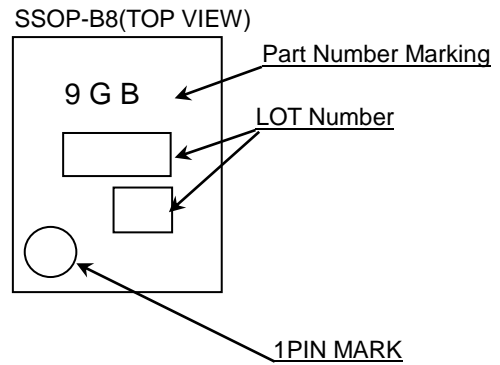 SSOP-B8(TOP VIEW)
Part Number Marking
9 G B
LOT Number
1PIN MARK